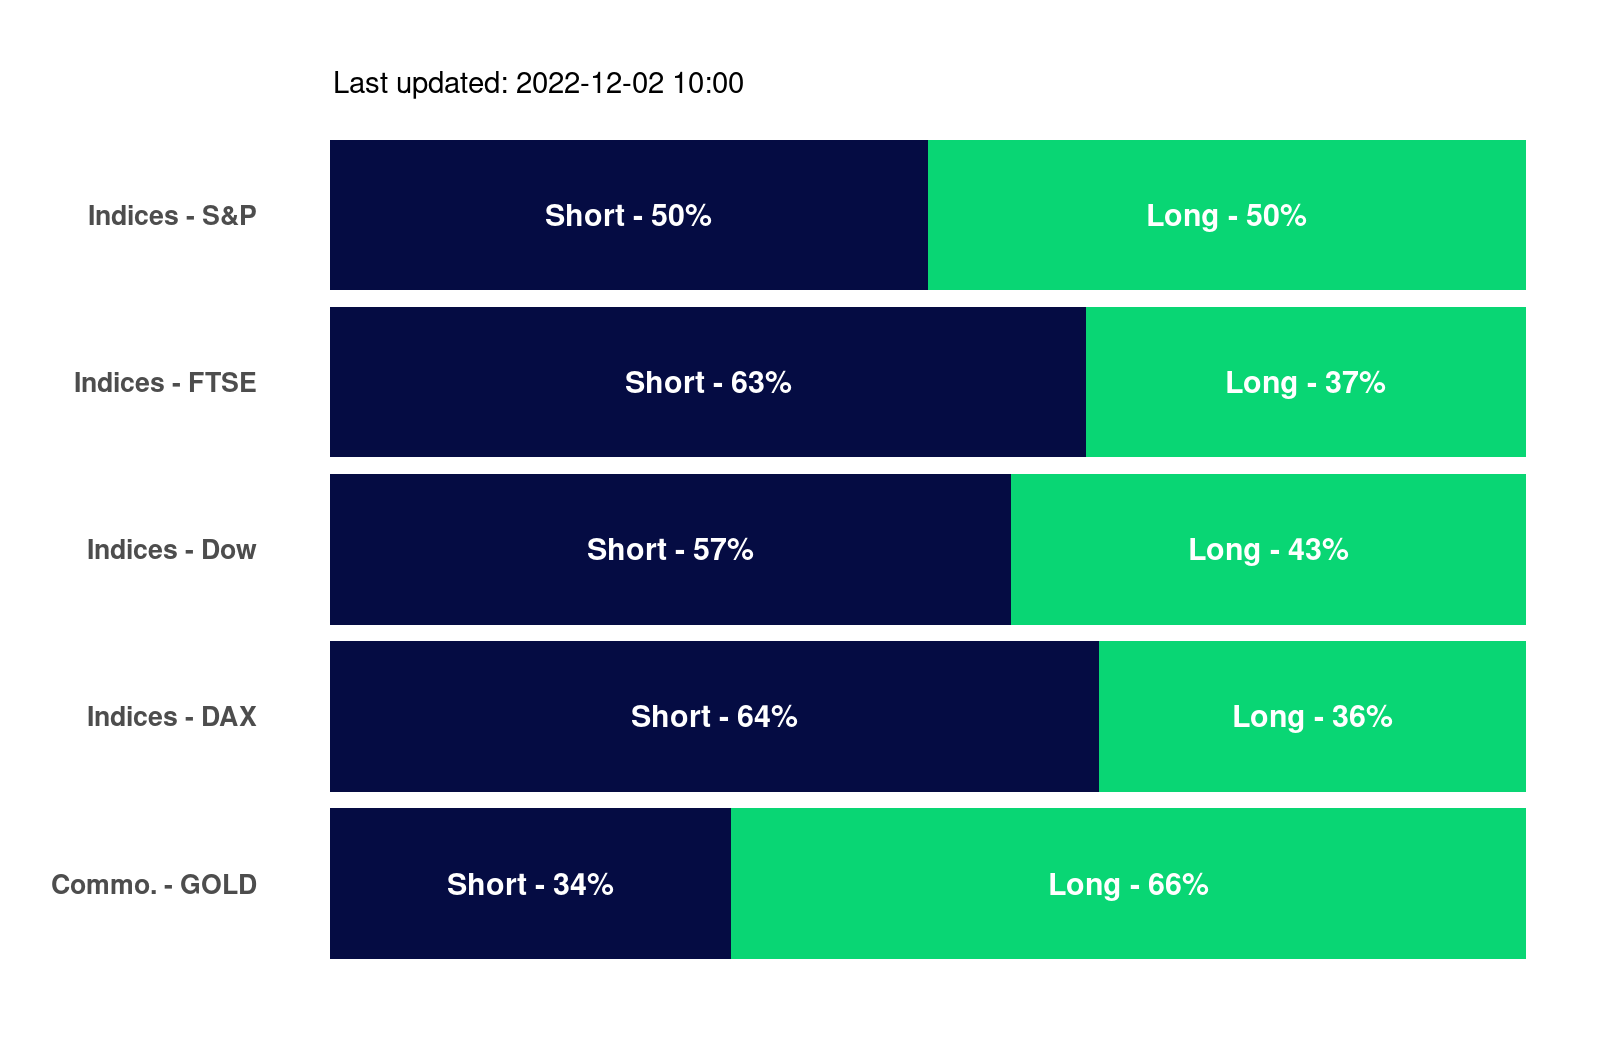 Last updated: 2022-12-02 10:00
Indices - S&P Short - 50% Long - 50%
Indices - FTSE Short - 63% Long - 37%
Indices - Dow Short - 57% Long - 43%
Indices - DAX Short - 64% Long - 36%
Commo. - GOLD Short - 34% Long - 66%